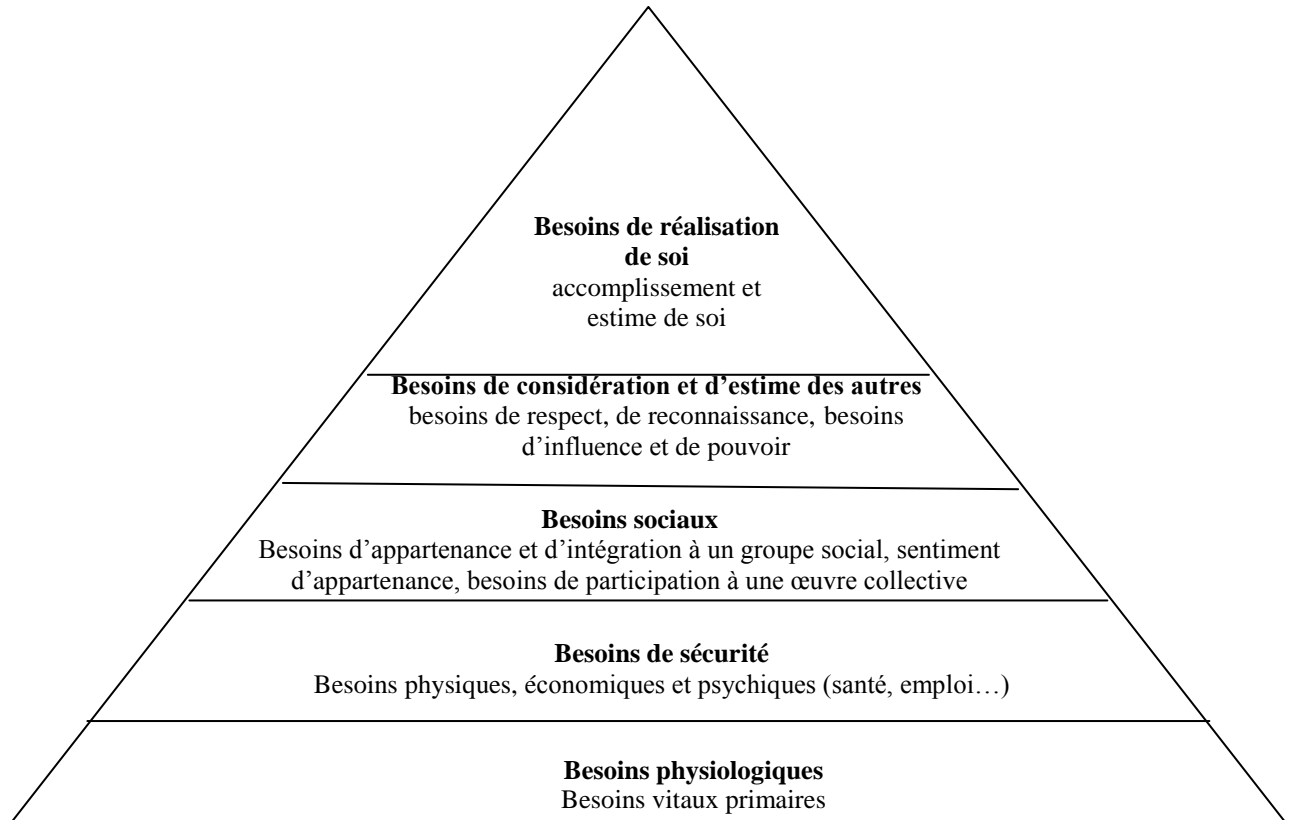 Besoins de réalisation
de soi
accomplissement et
estime de soi
Besoins de considération et d’estime des autres
besoins de respect, de reconnaissance, besoins
d’influence et de pouvoir
Besoins sociaux
Besoins d’appartenance et d’intégration à un groupe social, sentiment
d’appartenance, besoins de participation à une œuvre collective
Besoins de sécurité
Besoins physiques, économiques et psychiques (santé, emploi…)
Besoins physiologiques
Besoins vitaux primaires